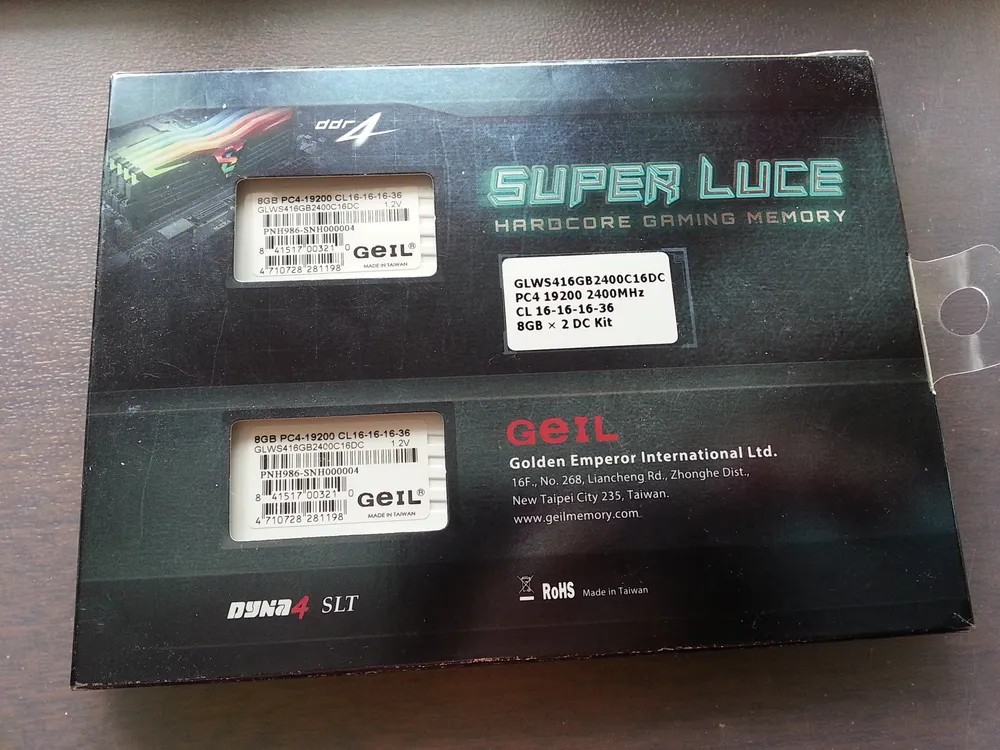 DDR4
SUPER LUCE
HARDCORE GAMING MEMORY
8GB PC4-19200 CL16-16-16-36
GLWS416GB2400C16DC 1.2V
PNH986-SNH000004
8 41517 00321 0
GeIL®
MADE IN TAIWAN
4 710728 281198
GLWS416GB2400C16DC
PC4 19200 2400MHz
CL 16-16-16-36
8GB × 2 DC Kit
8GB PC4-19200 CL16-16-16-36
GLWS416GB2400C16DC 1.2V
PNH986-SNH000004
8 41517 00321 0
GeIL®
MADE IN TAIWAN
4 710728 281198
GeIL
Golden Emperor International Ltd.
16F., No. 268, Liancheng Rd., Zhonghe Dist.,
New Taipei City 235, Taiwan.
www.geilmemory.com
DYNA4 SLT
RoHS Made in Taiwan